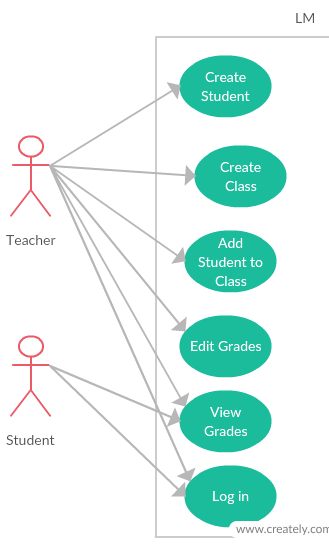 LM
Create
Student
Create
Class
Teacher
Add
Student to
Class
Edit Grades
View
Grades
Student
Log in
www.creately.com